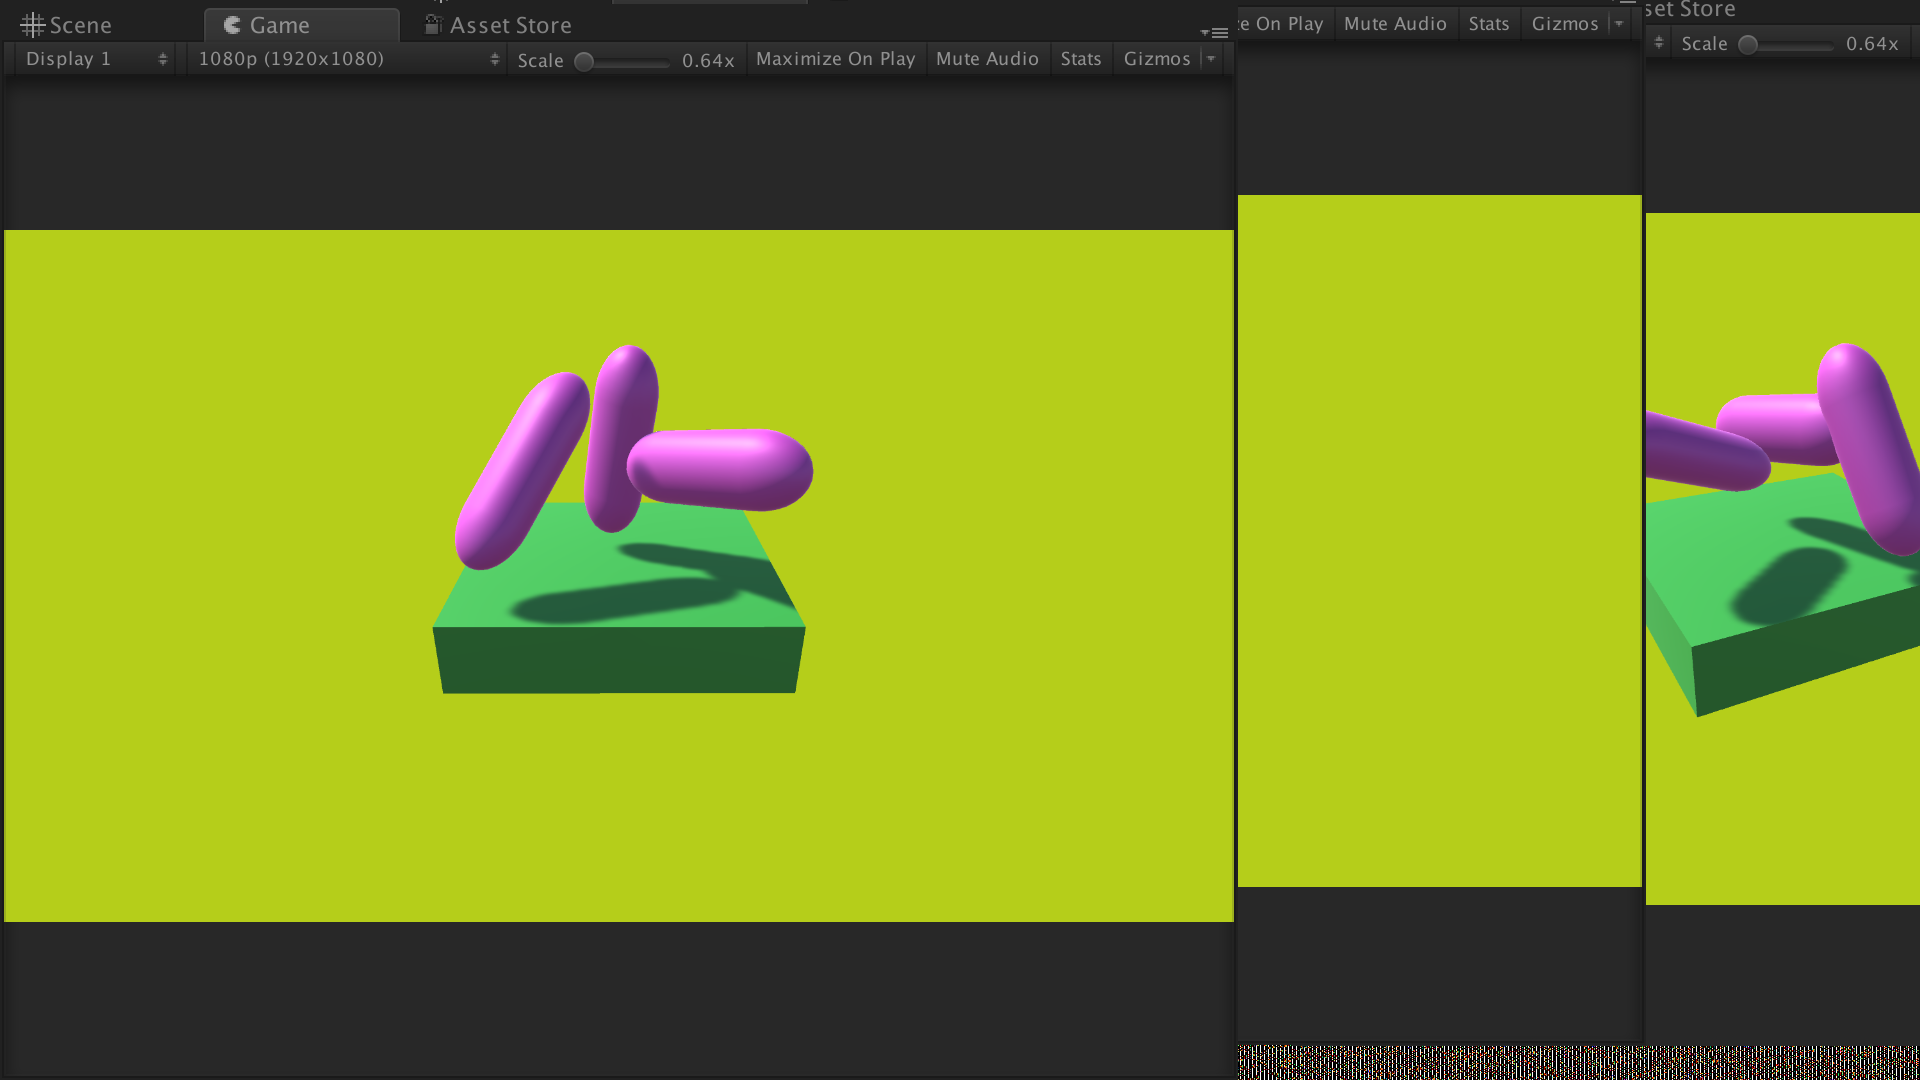 Scene Game Asset Store
Display 1 1080p (1920x1080) Scale 0.64x Maximize On Play Mute Audio Stats Gizmos
On Play Mute Audio Stats Gizmos
Store
Scale 0.64x